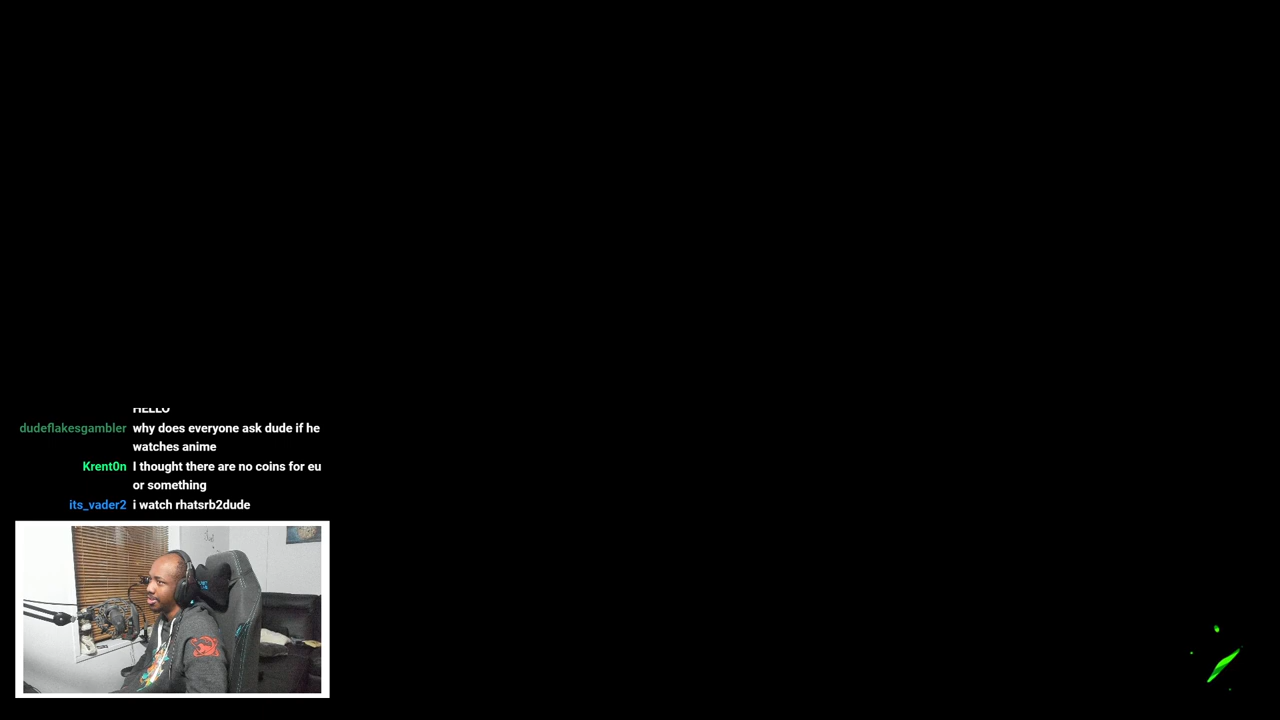 HELLO
dudeflakesgambler why does everyone ask dude if he
watches anime
Krent0n I thought there are no coins for eu
or something
its_vader2 i watch rhatsrb2dude